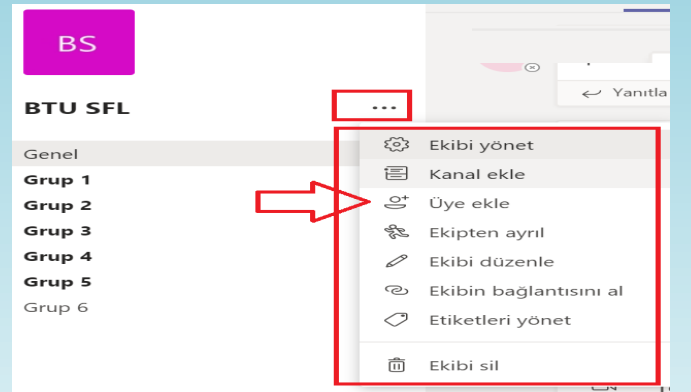 BS
Yanıtla
BTU SFL
...
Genel
Grup 1
Grup 2
Grup 3
Grup 4
Grup 5
Grup 6
Ekibi yönet
Kanal ekle
Üye ekle
Ekipten ayrıl
Ekibi düzenle
Ekibin bağlantısını al
Etiketleri yönet
Ekibi sil